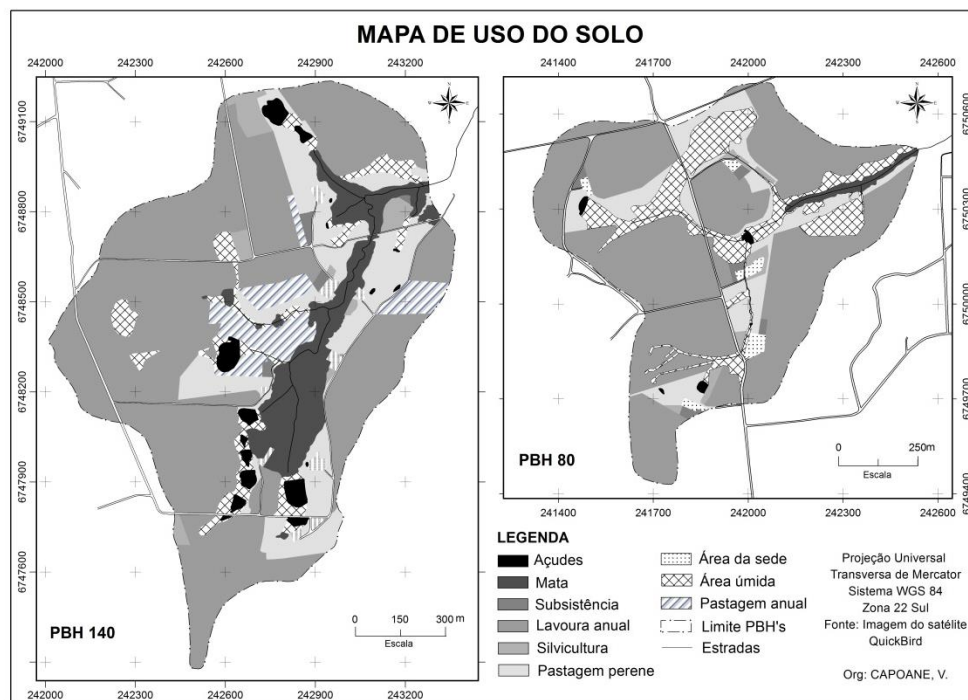 MAPA DE USO DO SOLO
242000 242300 242600 242900 243200
241400 241700 242000 242300 242600
6749100
6748800
6748500
6748200
6747900
6747600
6750600
6750300
6750000
6749700
6749400
PBH 140
0 150 300 m
Escala
242000 242300 242600 242900 243200
PBH 80
0 250m
Escala
241400 241700 242000 242300 242600
LEGENDA
Açudes
Mata
Subsistência
Lavoura anual
Silvicultura
Pastagem perene
Área da sede
Área úmida
Pastagem anual
Limite PBH's
Estradas
Projeção Universal
Transversa de Mercator
Sistema WGS 84
Zona 22 Sul
Fonte: Imagem do satélite
QuickBird
Org: CAPOANE, V.